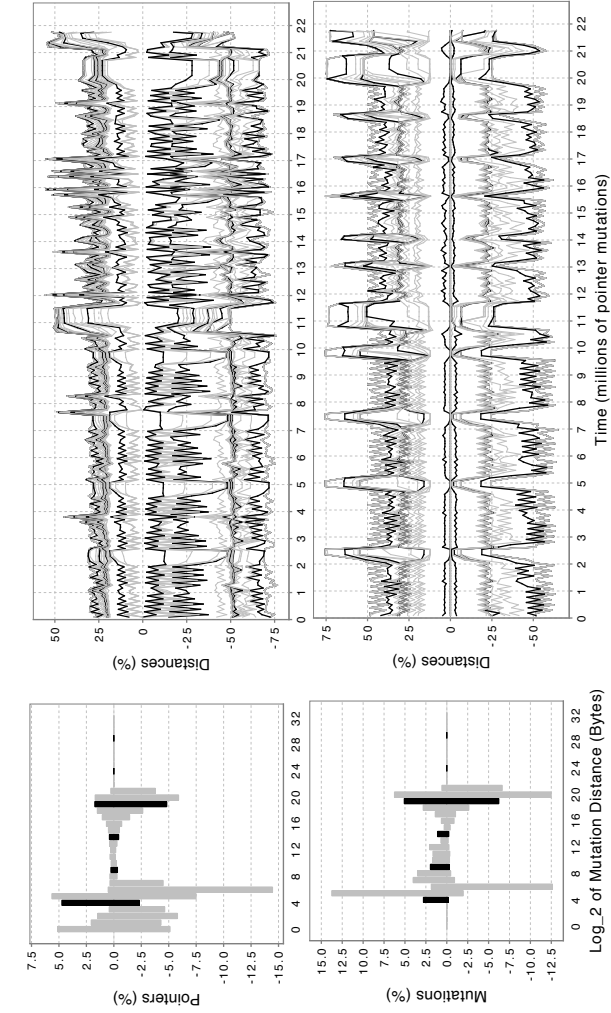 Pointers (%)
7.5 5.0 2.5 0.0 -2.5 -5.0 -7.5 -10.0 -12.5 -15.0
0 4 8 12 16 20 24 28 32
Distances (%)
50 25 0 -25 -50 -75
0 1 2 3 4 5 6 7 8 9 10 11 12 13 14 15 16 17 18 19 20 21 22
Mutations (%)
15.0 12.5 10.0 7.5 5.0 2.5 0.0 -2.5 -5.0 -7.5 -10.0 -12.5
0 4 8 12 16 20 24 28 32
Log_2 of Mutation Distance (Bytes)
Distances (%)
75 50 25 0 -25 -50
0 1 2 3 4 5 6 7 8 9 10 11 12 13 14 15 16 17 18 19 20 21 22
Time (millions of pointer mutations)